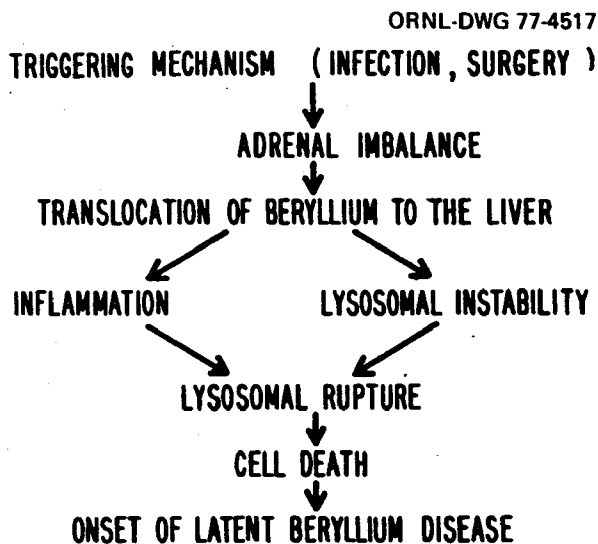 ORNL-DWG 77-4517
TRIGGERING MECHANISM (INFECTION, SURGERY)
ADRENAL IMBALANCE
TRANSLOCATION OF BERYLLIUM TO THE LIVER
INFLAMMATION LYSOSOMAL INSTABILITY
LYSOSOMAL RUPTURE
CELL DEATH
ONSET OF LATENT BERYLLIUM DISEASE